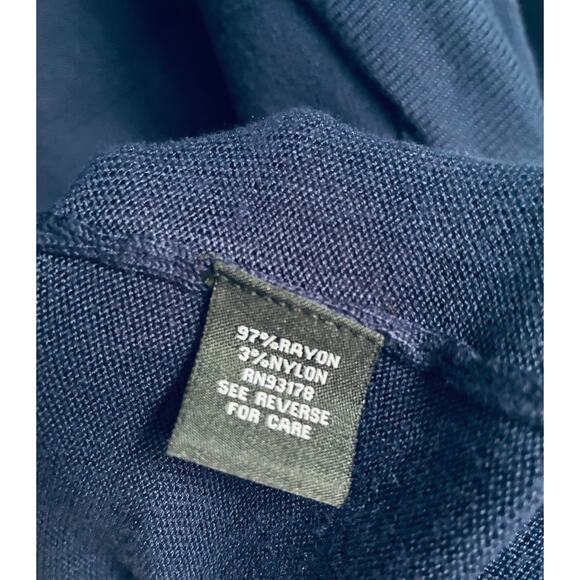 97%RAYON
3%NYLON
RN93178
SEE REVERSE
FOR CARE